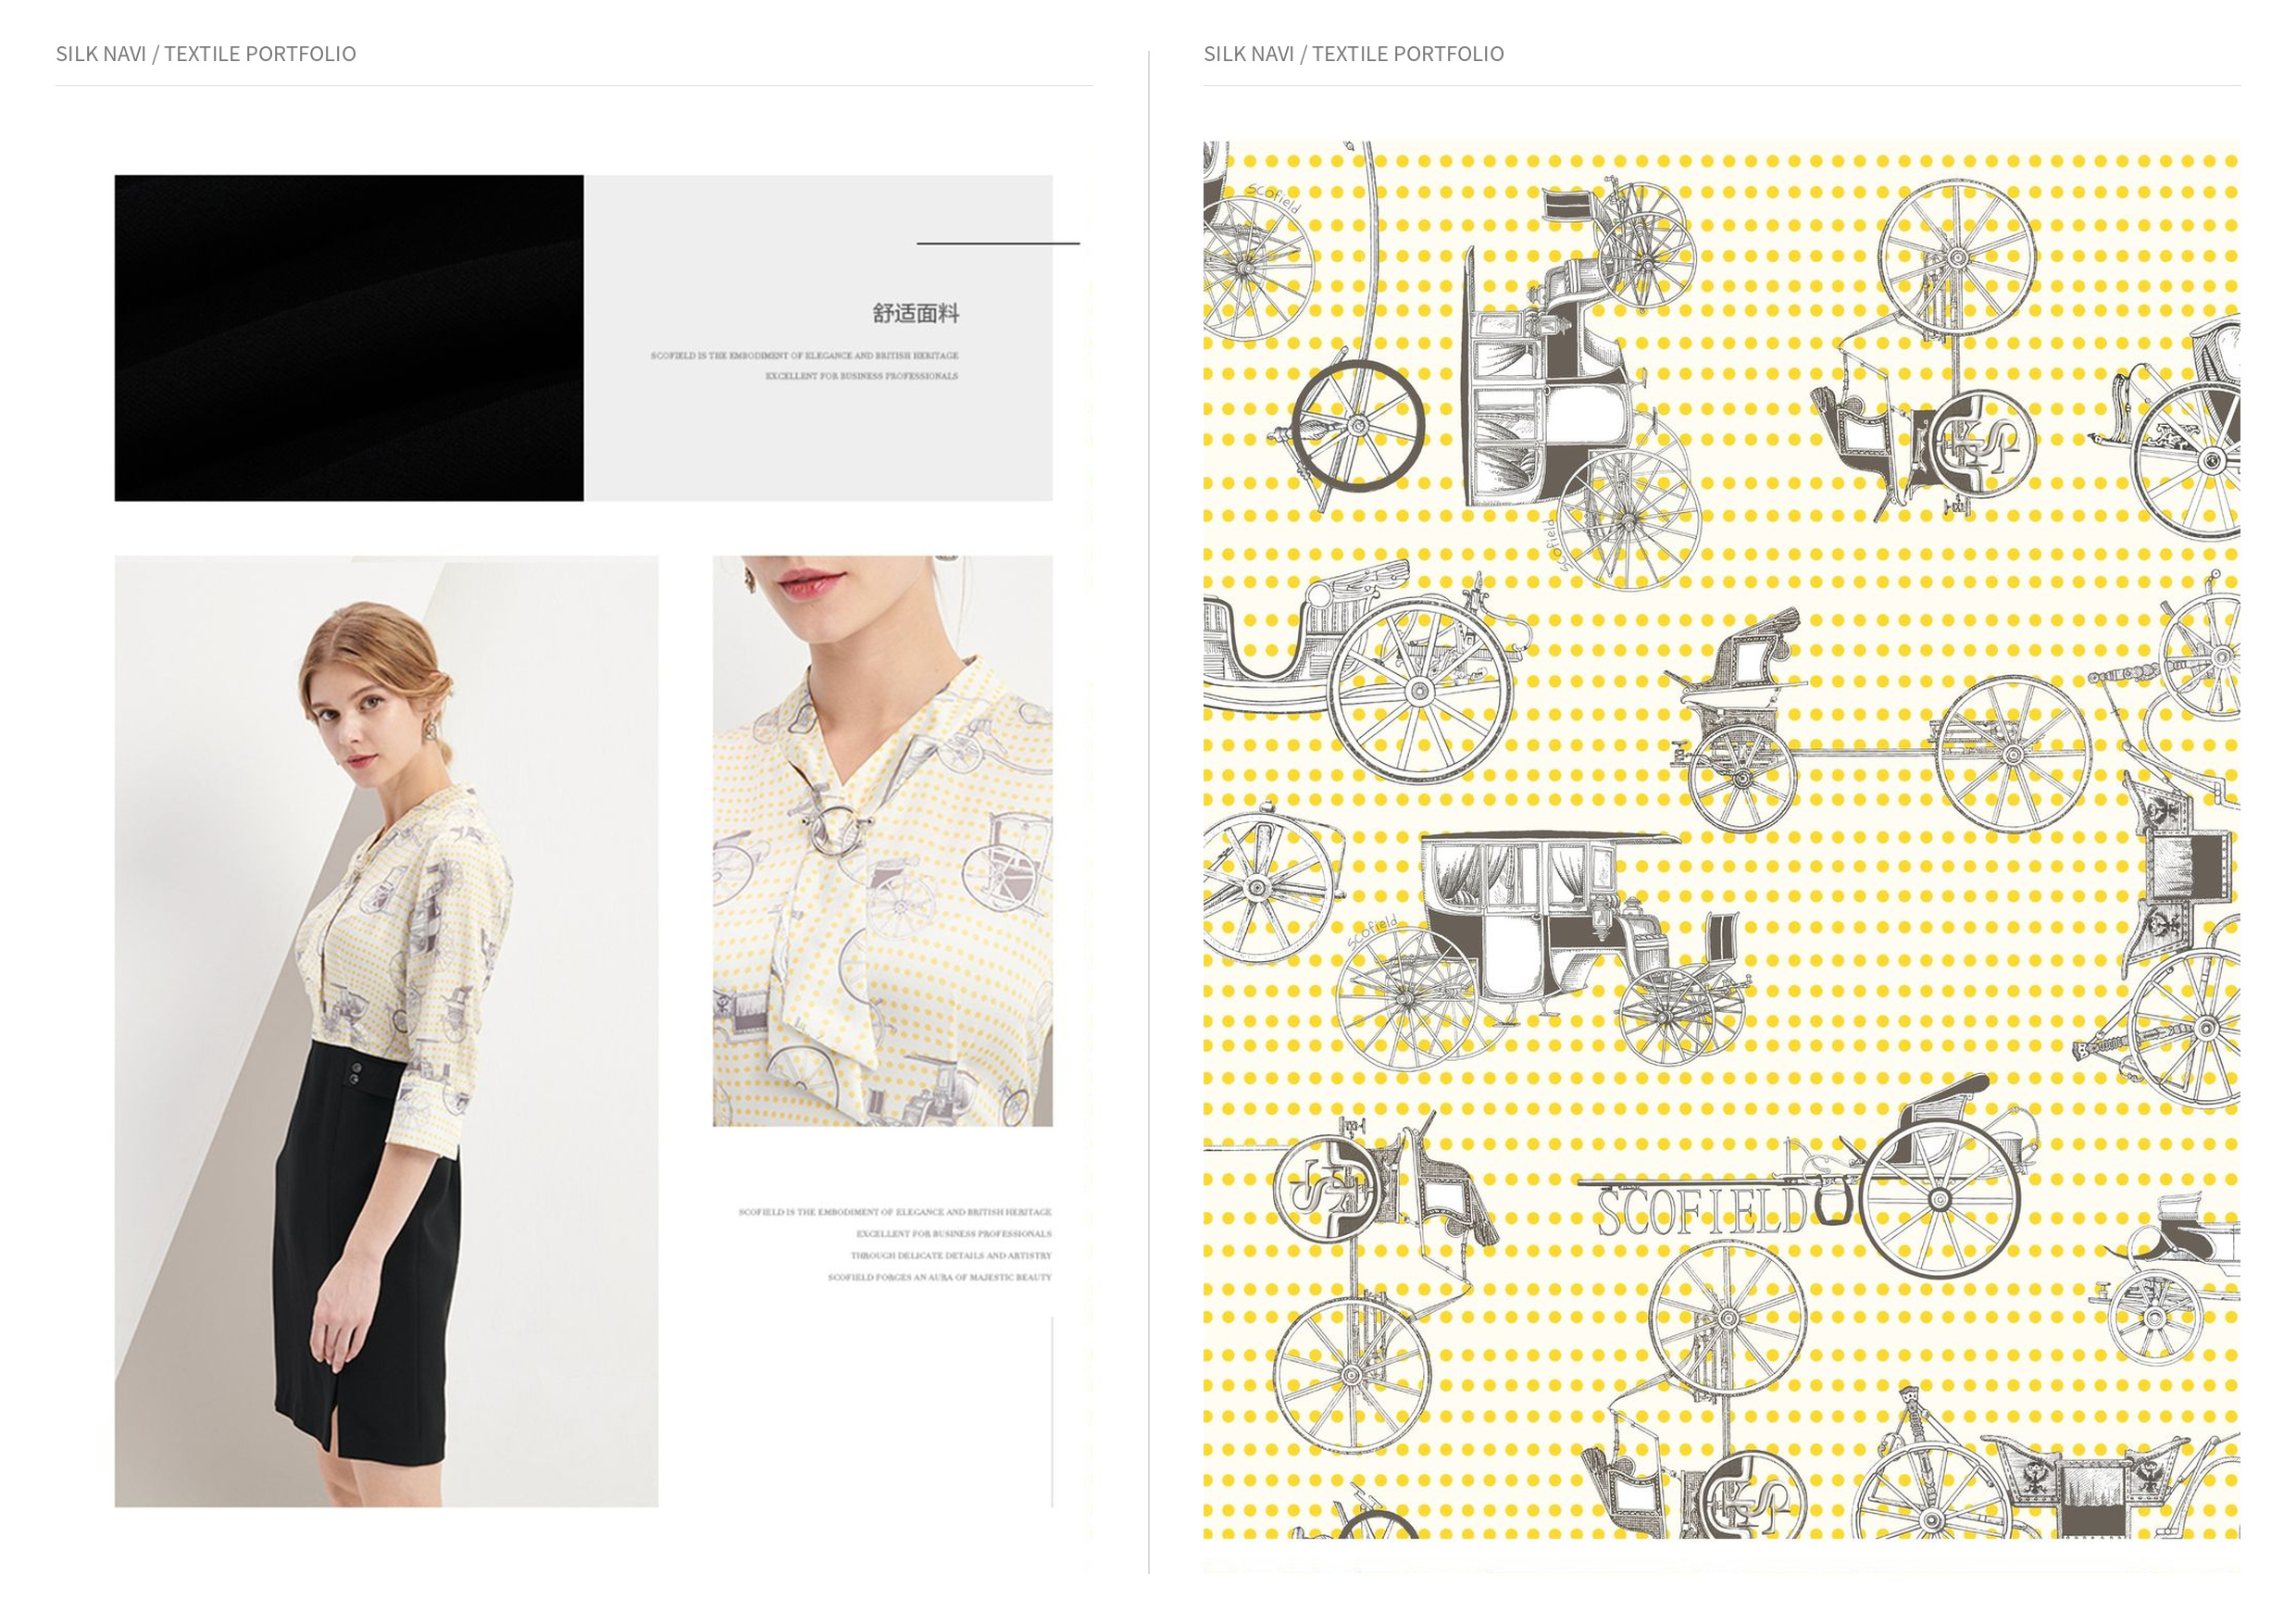 SILK NAVI / TEXTILE PORTFOLIO
舒适面料
SCOFIELD IS THE EMBODIMENT OF ELEGANCE AND BRITISH HERITAGE
EXCELLENT FOR BUSINESS PROFESSIONALS
SCOFIELD IS THE EMBODIMENT OF ELEGANCE AND BRITISH HERITAGE
EXCELLENT FOR BUSINESS PROFESSIONALS
THROUGH DELICATE DETAILS AND ARTISTRY
SCOFIELD FORGES AN AURA OF MAJESTIC BEAUTY
SILK NAVI / TEXTILE PORTFOLIO
Scofield
Scofield
Scofield
SCOFIELD